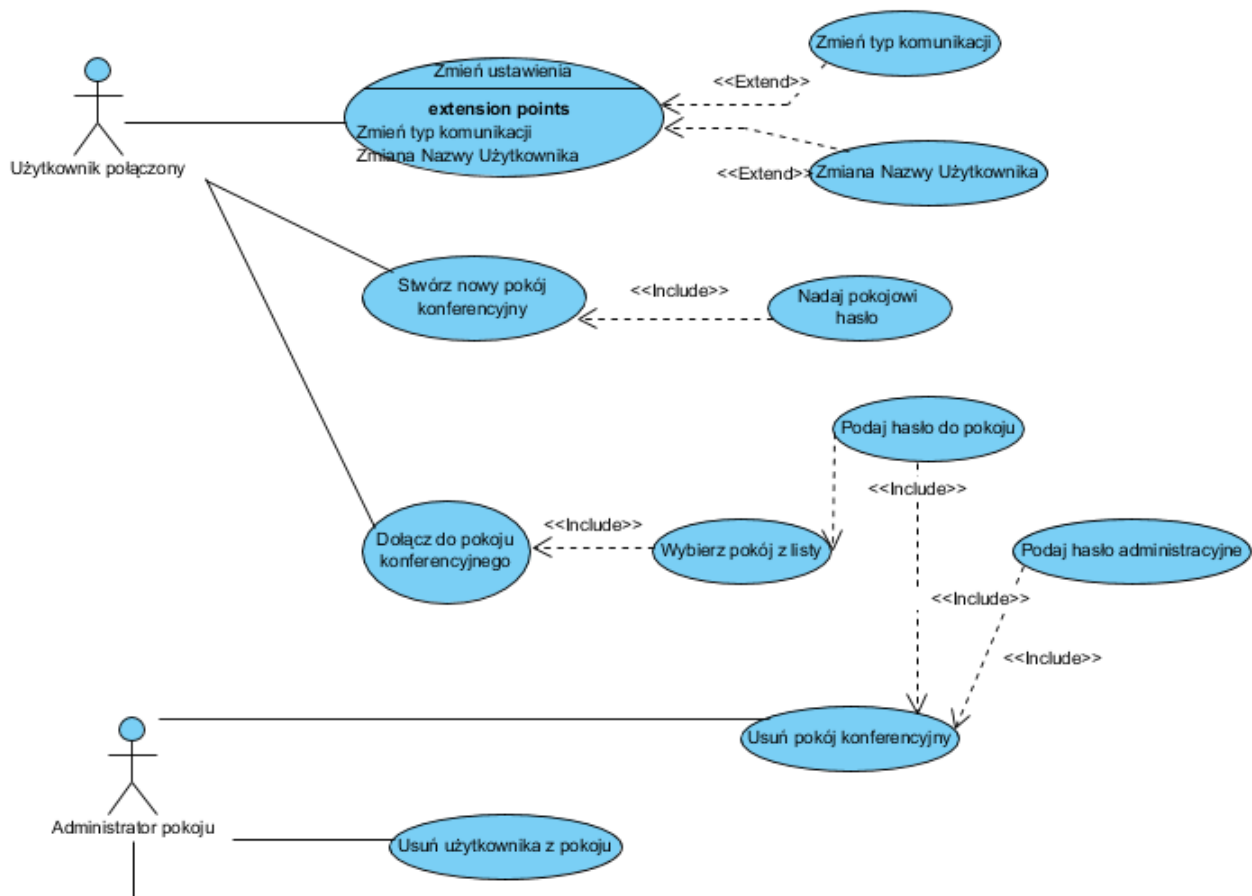 Zmień typ komunikacji
Zmień ustawienia
<<Extend>>
extension points
Zmień typ komunikacji
Zmiana Nazwy Użytkownika
Użytkownik połączony
<<Extend>>
Zmiana Nazwy Użytkownika
Stwórz nowy pokój
konferencyjny
<<Include>>
Nadaj pokojowi
hasło
Podaj hasło do pokoju
<<Include>>
Dołącz do pokoju
konferencyjnego
<<Include>>
Wybierz pokój z listy
Podaj hasło administracyjne
<<Include>>
<<Include>>
Usuń pokój konferencyjny
Administrator pokoju
Usuń użytkownika z pokoju